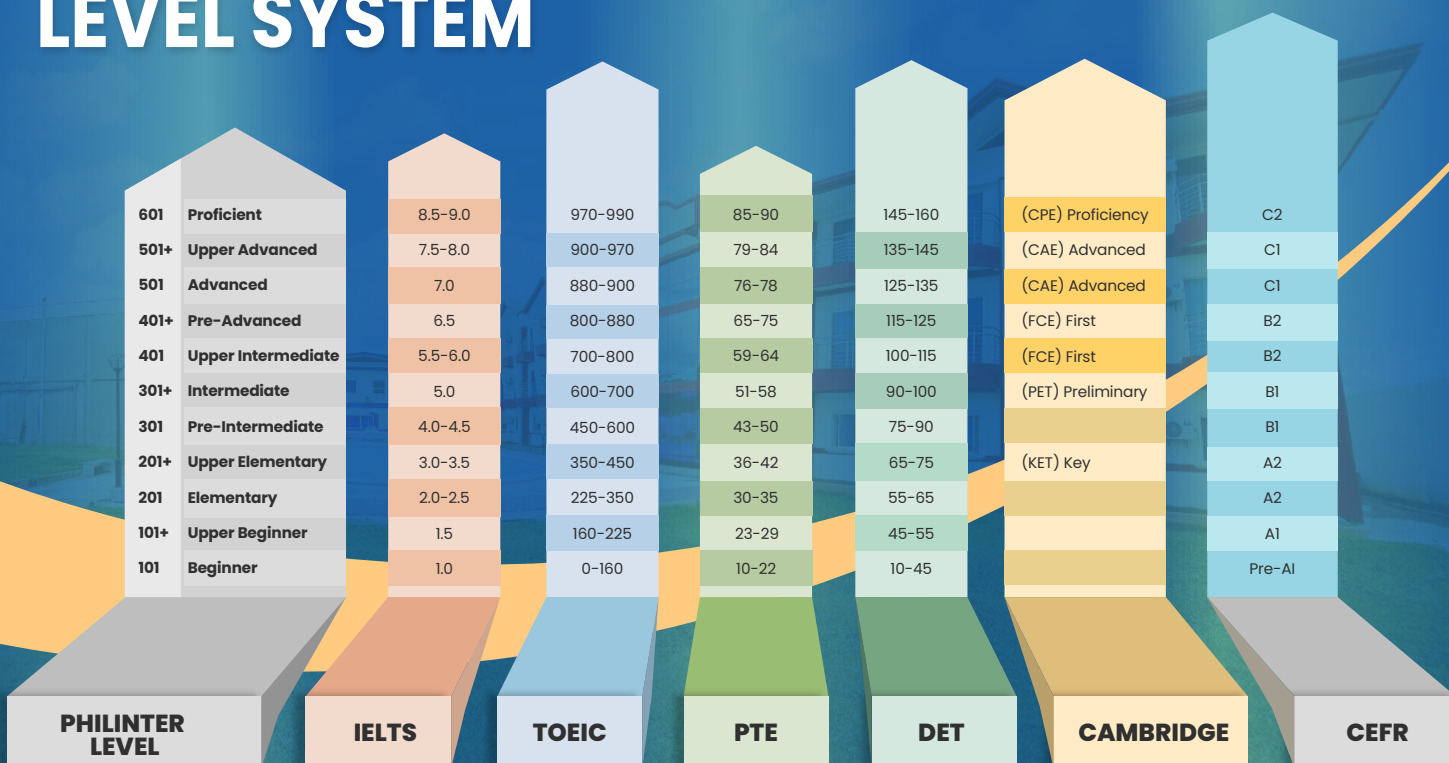 LEVEL SYSTEM
601 Proficient 8.5-9.0 970-990 85-90 145-160 (CPE) Proficiency C2
501+ Upper Advanced 7.5-8.0 900-970 79-84 135-145 (CAE) Advanced C1
501 Advanced 7.0 880-900 76-78 125-135 (CAE) Advanced C1
401+ Pre-Advanced 6.5 800-880 65-75 115-125 (FCE) First B2
401 Upper Intermediate 5.5-6.0 700-800 59-64 100-115 (FCE) First B2
301+ Intermediate 5.0 600-700 51-58 90-100 (PET) Preliminary B1
301 Pre-Intermediate 4.0-4.5 450-600 43-50 75-90 B1
201+ Upper Elementary 3.0-3.5 350-450 36-42 65-75 (KET) Key A2
201 Elementary 2.0-2.5 225-350 30-35 55-65 A2
101+ Upper Beginner 1.5 160-225 23-29 45-55 A1
101 Beginner 1.0 0-160 10-22 10-45 Pre-AI
PHILINTER LEVEL IELTS TOEIC PTE DET CAMBRIDGE CEFR